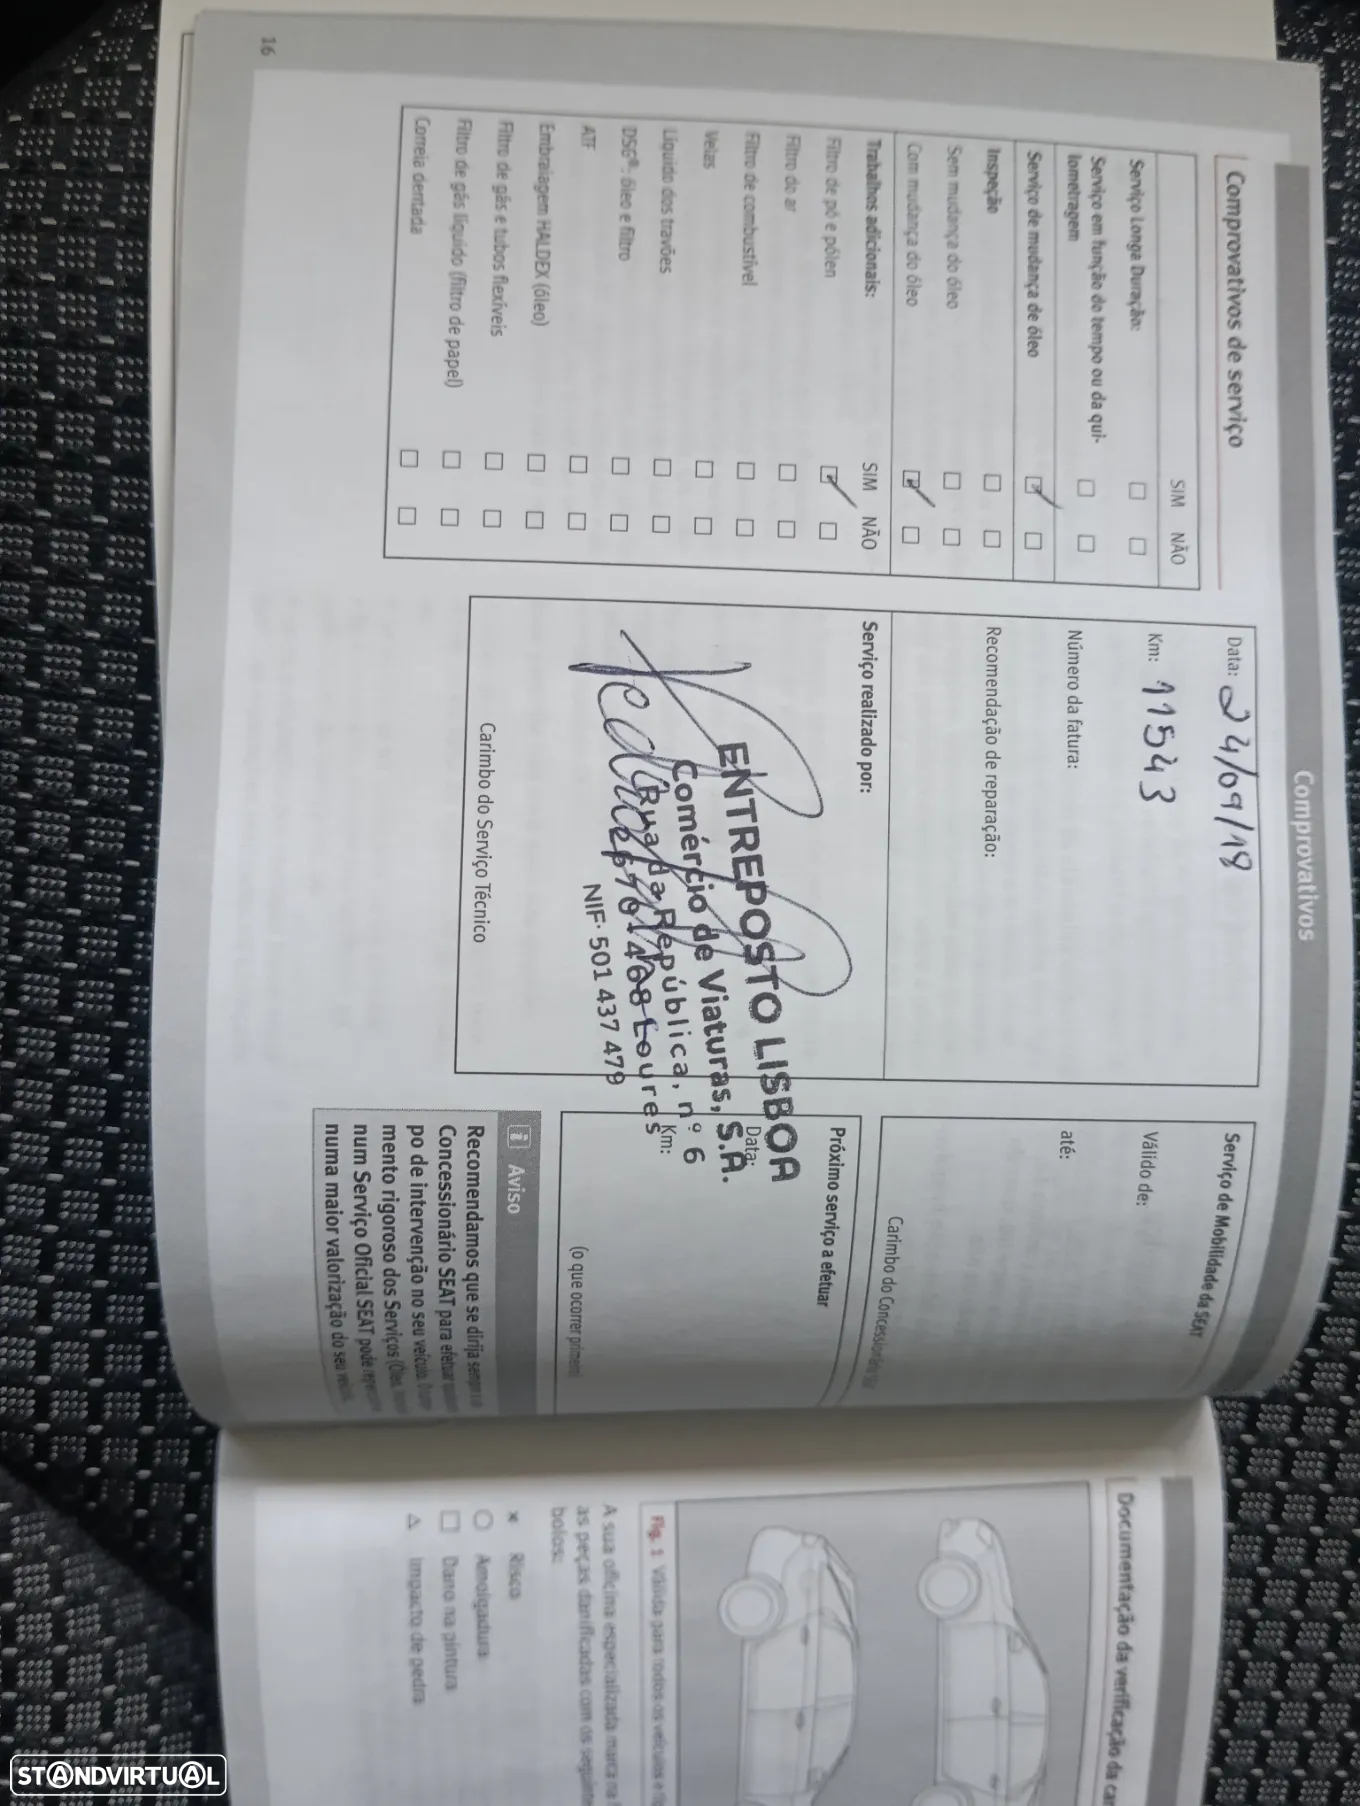 Comprovativos
Comprovativos de serviço
SIM NÃO
Serviço Longa Duração:
Serviço em função do tempo ou da qui-
lometragem
Serviço de mudança de óleo
Inspeção
Sem mudança do óleo
Com mudança do óleo
Trabalhos adicionais: SIM NÃO
Filtro de pó e pólen
Filtro do ar
Filtro de combustível
Velas
Líquido dos travões
DSG®: óleo e filtro
ATF
Embraiagem HALDEX (óleo)
Filtro de gás e tubos flexíveis
Filtro de gás líquido (filtro de papel)
Correia dentada
16
Data: 24/09/18
Km: 11543
Número da fatura:
Recomendação de reparação:
Serviço realizado por:
ENTREPOSTO LISBOA
Comércio de Viaturas, S.A.
Rua da República, nº 6
Loures
NIF· 501 437 479
Carimbo do Serviço Técnico
Serviço de Mobilidade da SEAT
Válido de:
até:
Carimbo do Concessionário
Próximo serviço a efetuar
Data:
Km:
(o que ocorrer primeiro)
i Aviso
Recomendamos que se dirija
Concessionário SEAT para efetuar
po de intervenção no seu veículo.
mento rigoroso dos Serviços
num Serviço Oficial SEAT pode
numa maior valorização do seu
Documentação da verificação da
Fig. 1 Válida para todos os veículos e
A sua oficina especializada marca
as peças danificadas com os
bolos:
× Risco
○ Amolgadura
□ Dano na pintura
△ Impacto de pedra
STANDVIRTUAL